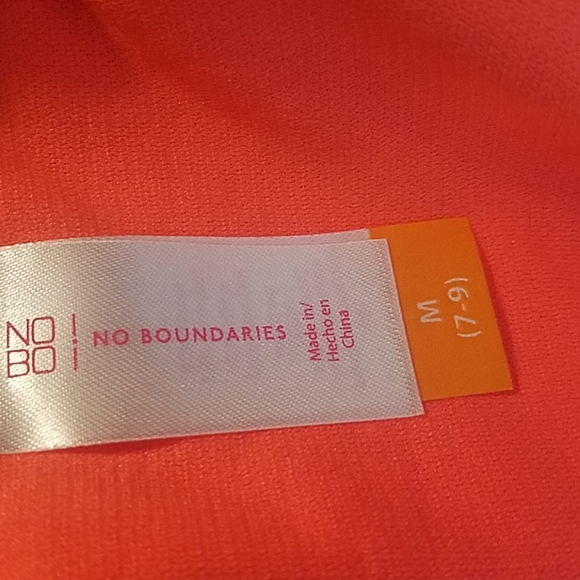 NO
BO
NO BOUNDARIES
Made in/
Hecho en
China
M
(7-9)